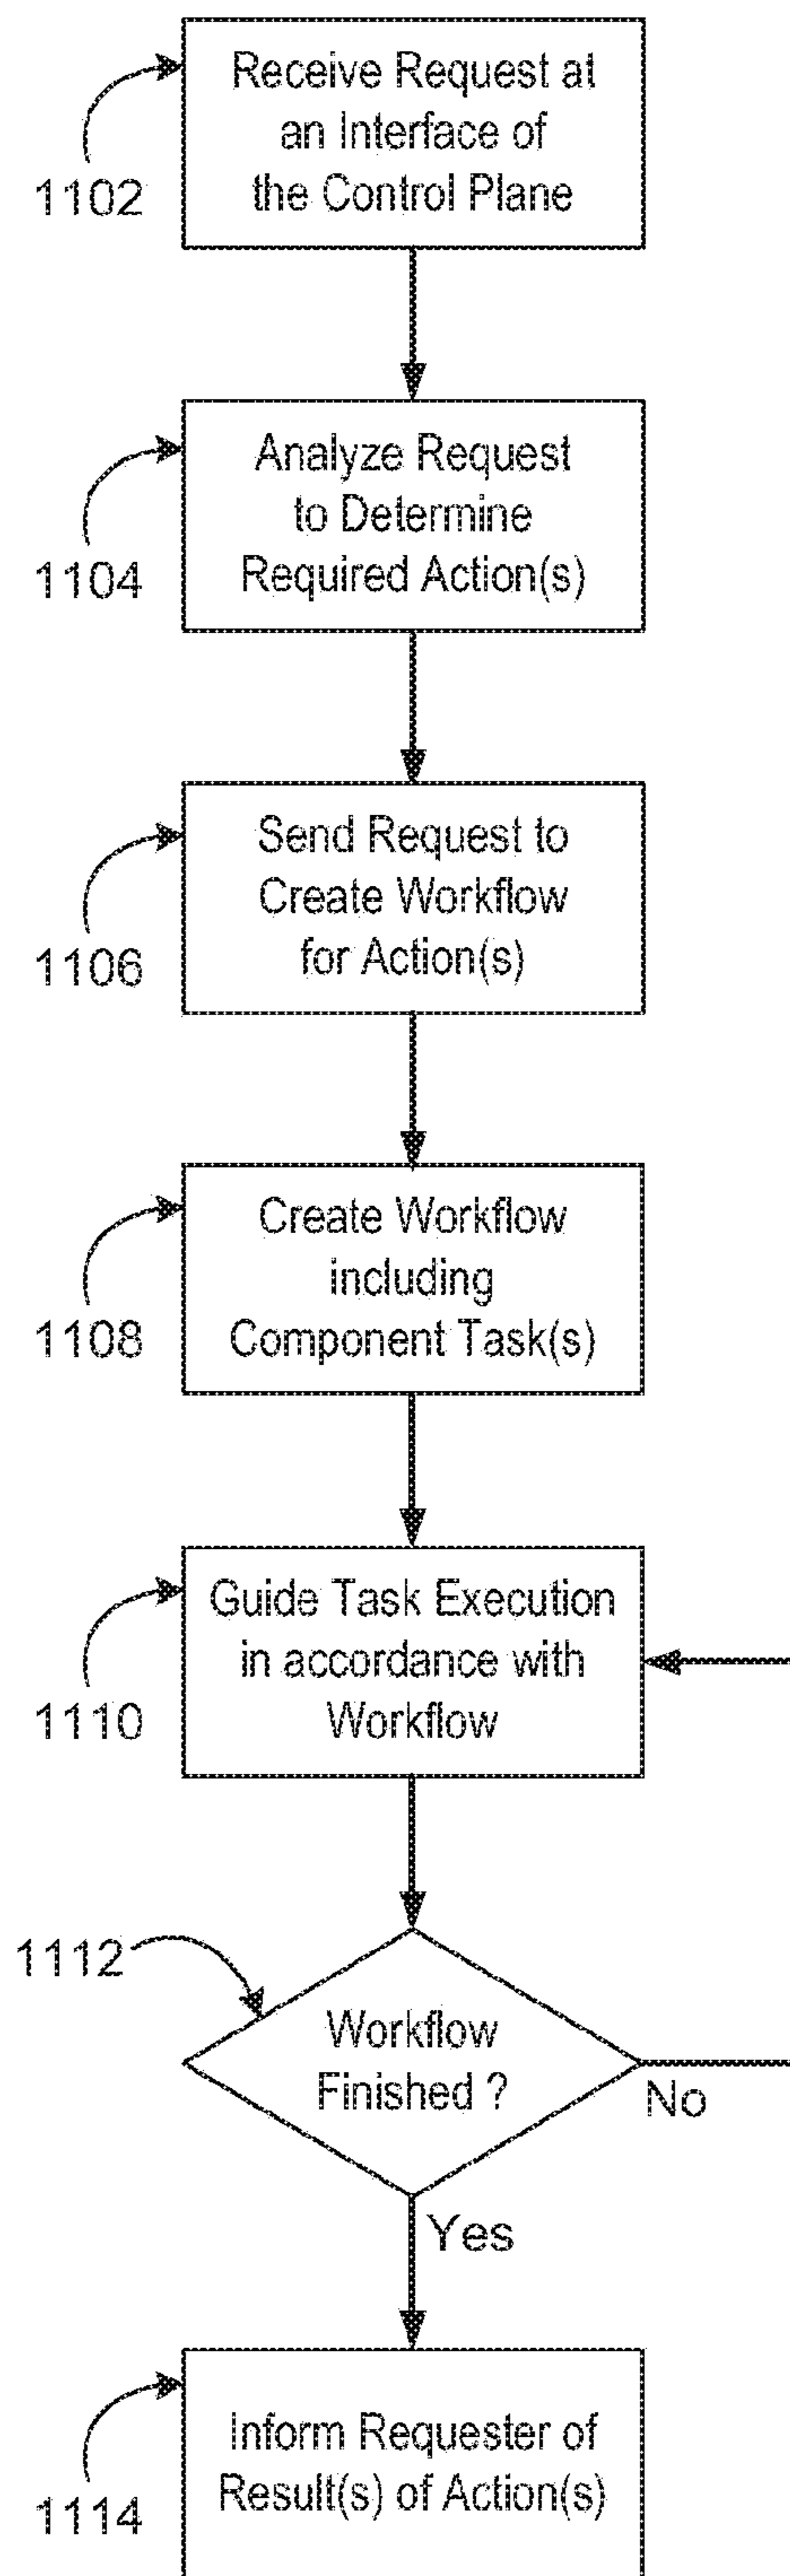 Receive Request at
an Interface of
the Control Plane
1102
Analyze Request
to Determine
Required Action(s)
1104
Send Request to
Create Workflow
for Action(s)
1106
Create Workflow
including
Component Task(s)
1108
Guide Task Execution
in accordance with
Workflow
1110
1112
Workflow
Finished ?
No
Yes
Inform Requester of
Result(s) of Action(s)
1114